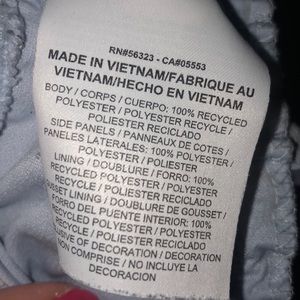 RN#56323 - CA#05553
MADE IN VIETNAM/FABRIQUE AU
VIETNAM/HECHO EN VIETNAM
BODY / CORPS / CUERPO: 100% RECYCLED
POLYESTER / POLYESTER RECYCLE /
POLIESTER RECICLADO
SIDE PANELS / PANNEAUX DE COTES /
PANELES LATERALES: 100% POLYESTER /
POLYESTER / POLIESTER
LINING / DOUBLURE / FORRO: 100%
RECYCLED POLYESTER / POLYESTER
RECYCLE / POLIESTER RECICLADO
GUSSET LINING / DOUBLURE DE GOUSSET /
FORRO DEL PUENTE INTERIOR: 100%
RECYCLED POLYESTER / POLYESTER
RECYCLE / POLIESTER RECICLADO
EXCLUSIVE OF DECORATION / DECORATION
NON COMPRISE / NO INCLUYE LA
DECORACION